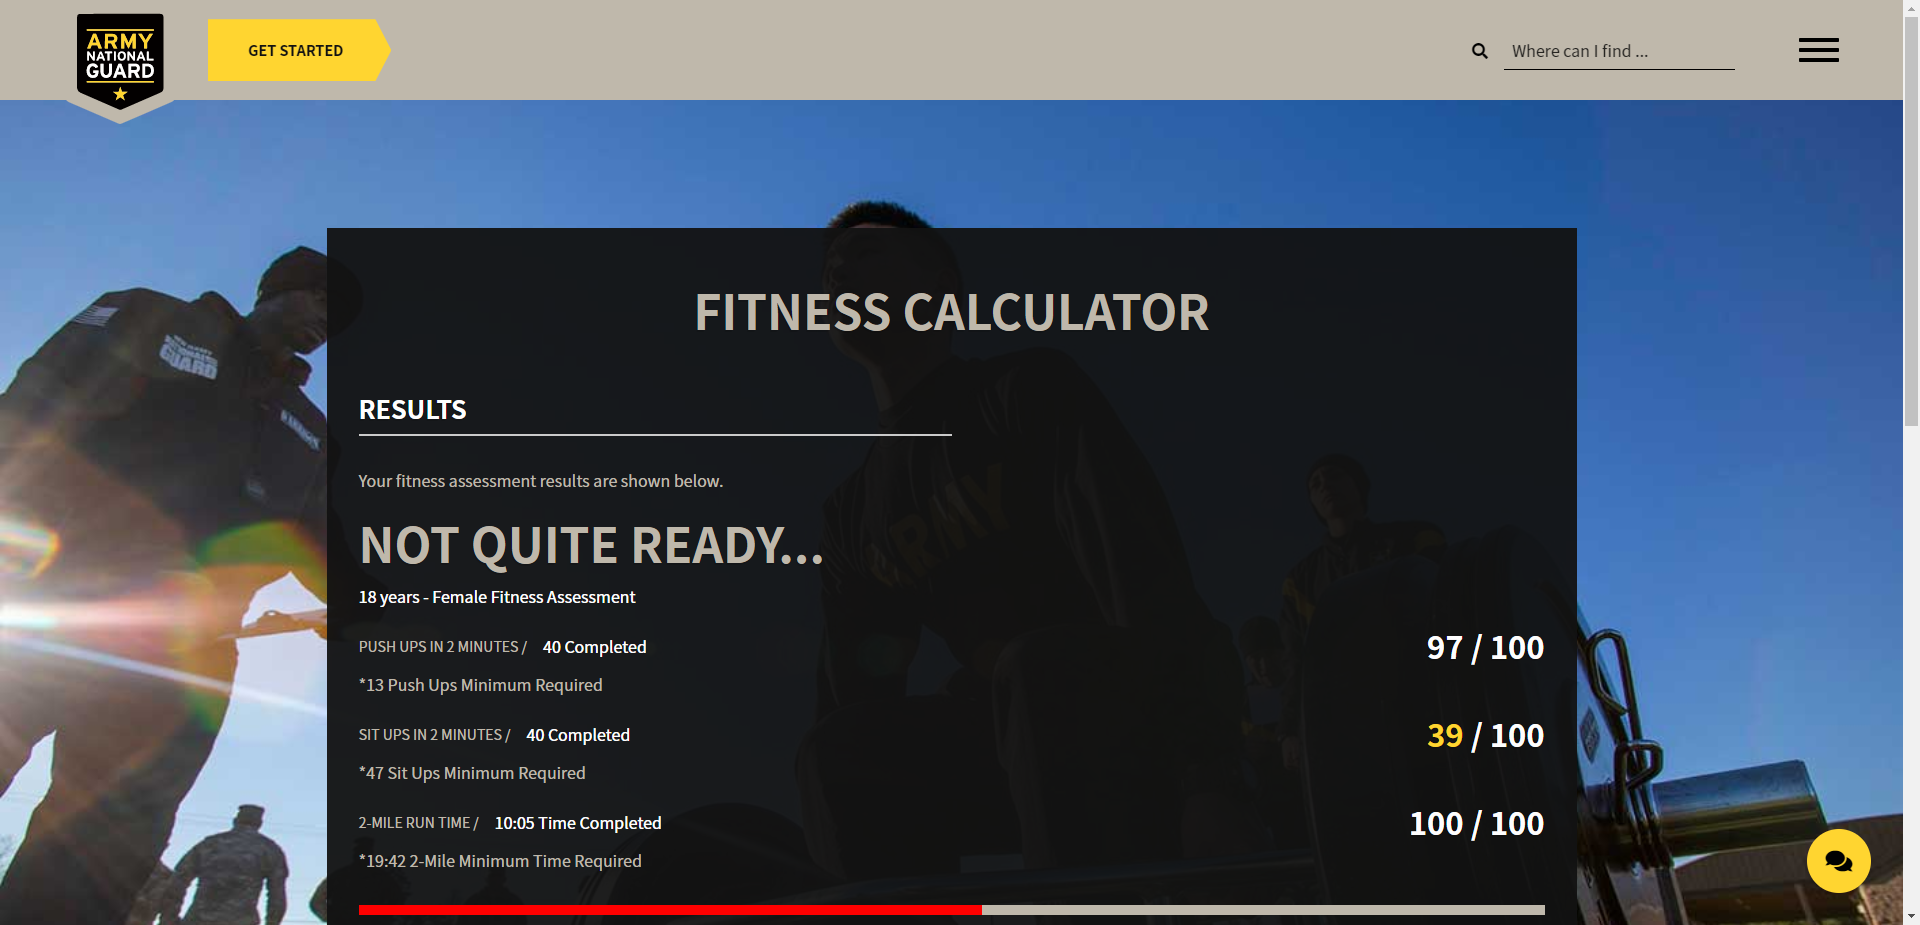 ARMY
NATIONAL
GUARD
GET STARTED
Where can I find ...
GUARD
FITNESS CALCULATOR
RESULTS
Your fitness assessment results are shown below.
NOT QUITE READY...
ARMY
18 years - Female Fitness Assessment
PUSH UPS IN 2 MINUTES / 40 Completed 97 / 100
*13 Push Ups Minimum Required
SIT UPS IN 2 MINUTES / 40 Completed 39 / 100
*47 Sit Ups Minimum Required
2-MILE RUN TIME / 10:05 Time Completed 100 / 100
*19:42 2-Mile Minimum Time Required